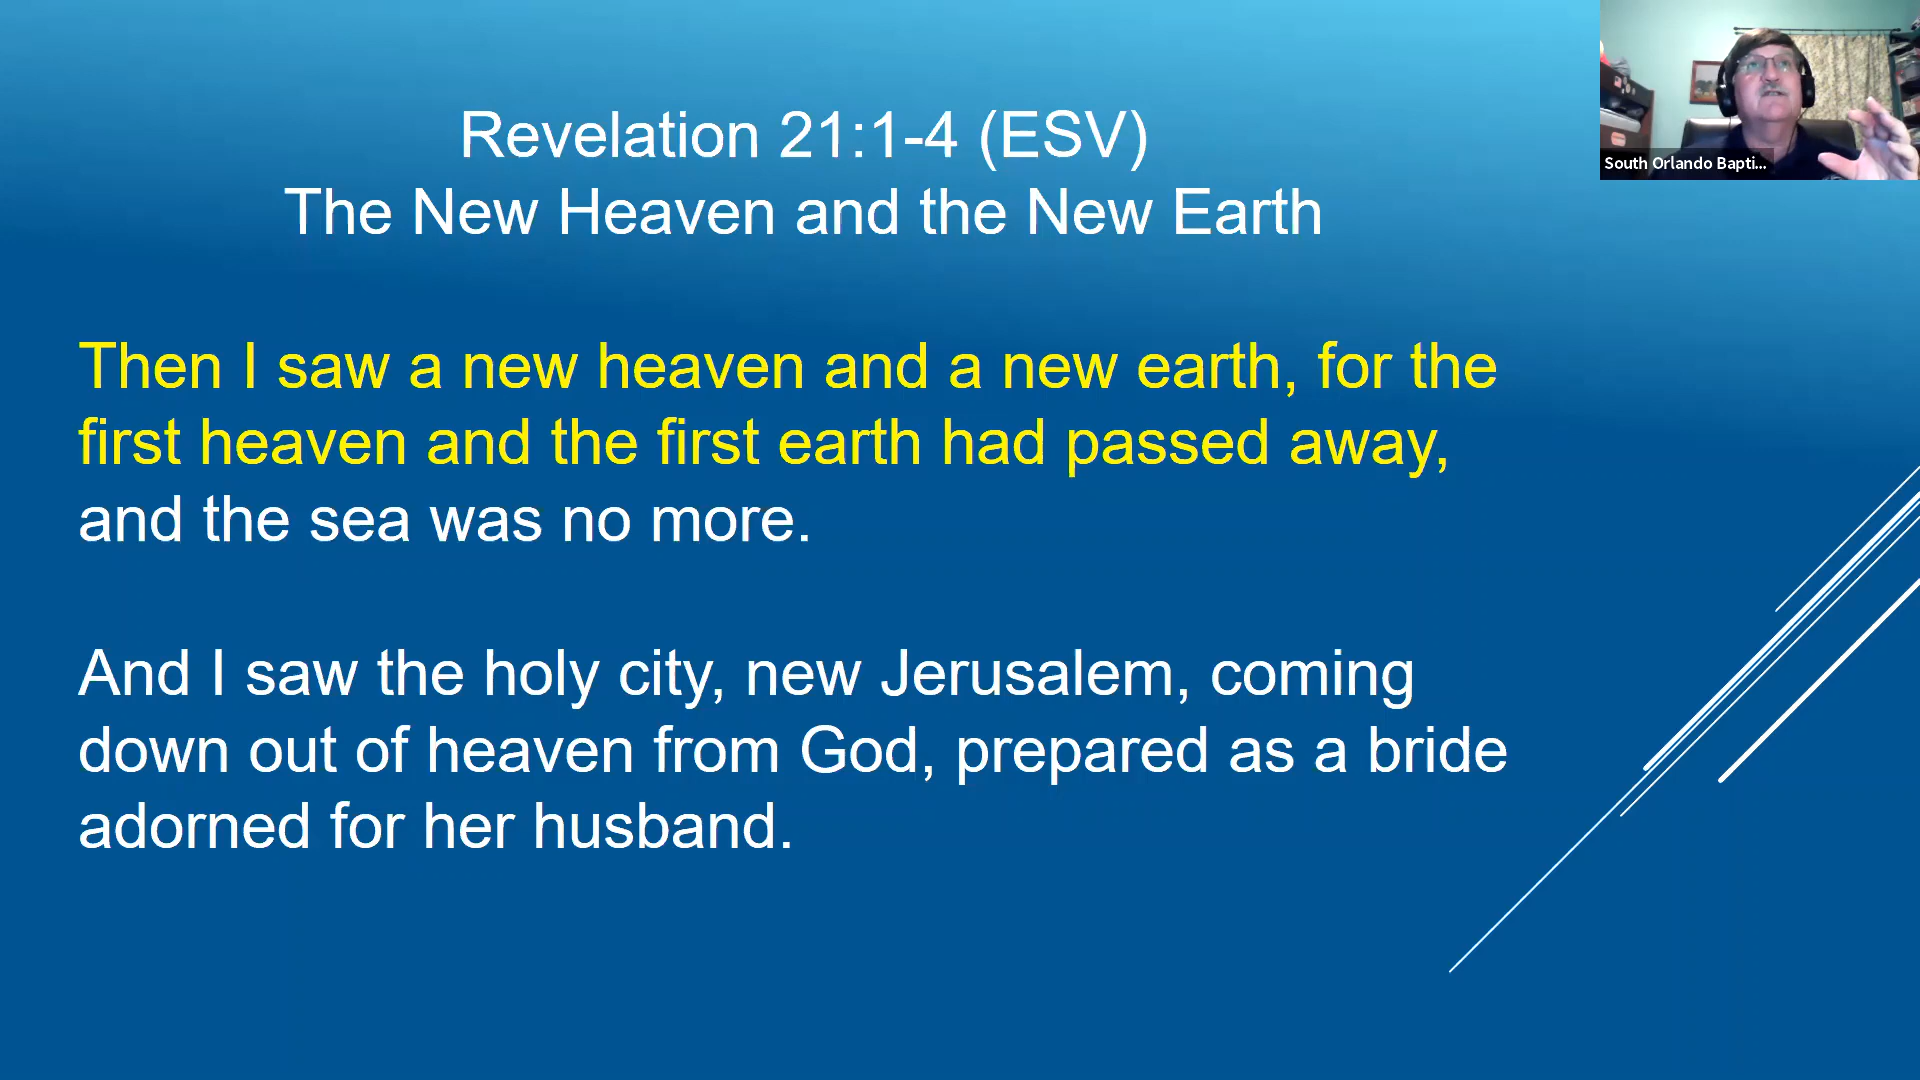 Revelation 21:1-4 (ESV)
The New Heaven and the New Earth
Then I saw a new heaven and a new earth, for the
first heaven and the first earth had passed away,
and the sea was no more.
And I saw the holy city, new Jerusalem, coming
down out of heaven from God, prepared as a bride
adorned for her husband.
South Orlando Bapti...